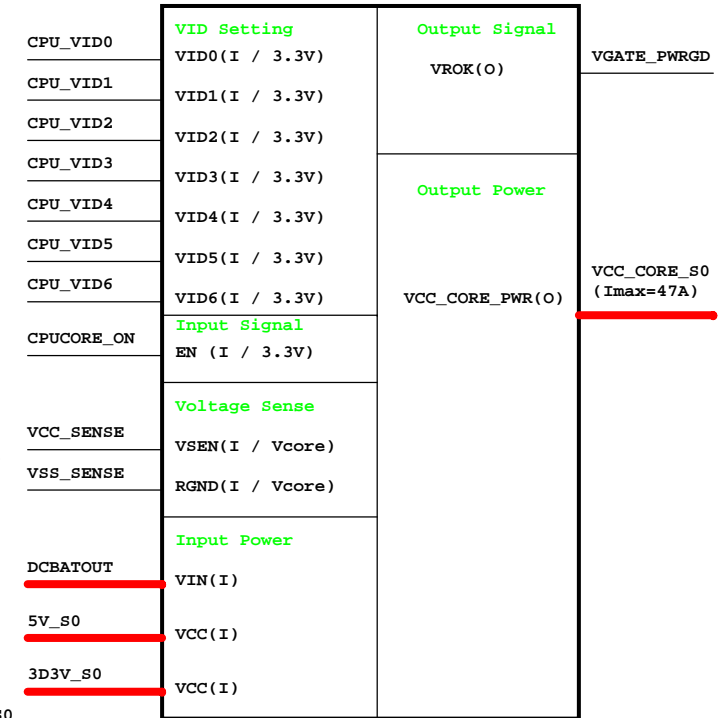 CPU_VID0
CPU_VID1
CPU_VID2
CPU_VID3
CPU_VID4
CPU_VID5
CPU_VID6
CPUCORE_ON
VCC_SENSE
VSS_SENSE
DCBATOUT
5V_S0
3D3V_S0
VID Setting
VID0(I / 3.3V)
VID1(I / 3.3V)
VID2(I / 3.3V)
VID3(I / 3.3V)
VID4(I / 3.3V)
VID5(I / 3.3V)
VID6(I / 3.3V)
Input Signal
EN (I / 3.3V)
Voltage Sense
VSEN(I / Vcore)
RGND(I / Vcore)
Input Power
VIN(I)
VCC(I)
VCC(I)
Output Signal
VROK(O)
Output Power
VCC_CORE_PWR(O)
VGATE_PWRGD
VCC_CORE_S0
(Imax=47A)